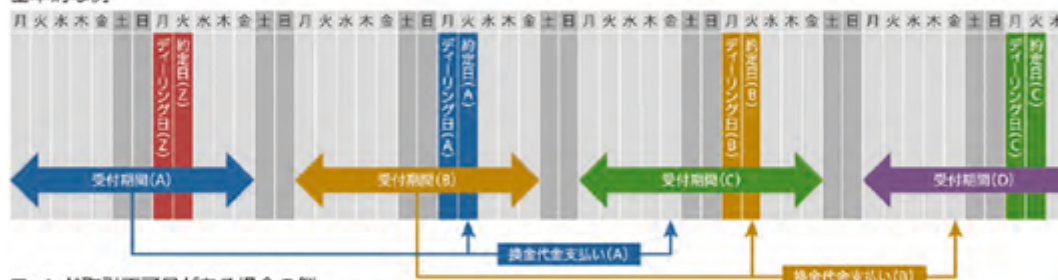 月 火 水 木 金 土 日 月 火 水 木 金 土 日 月 火 水 木 金 土 日 月 火 水 木 金 土 日 月 火 水 木 金 土 日 月 火 水 木 金 土 日 月 火 水 木 金 土 日 月 火 水
ディーリング日(Z)
約定日(Z)
ディーリング日(A)
約定日(A)
ディーリング日(B)
約定日(B)
ディーリング日(C)
約定日(C)
受付期間(A)
受付期間(B)
受付期間(C)
受付期間(D)
換金代金支払い(A)
換金代金支払い(B)